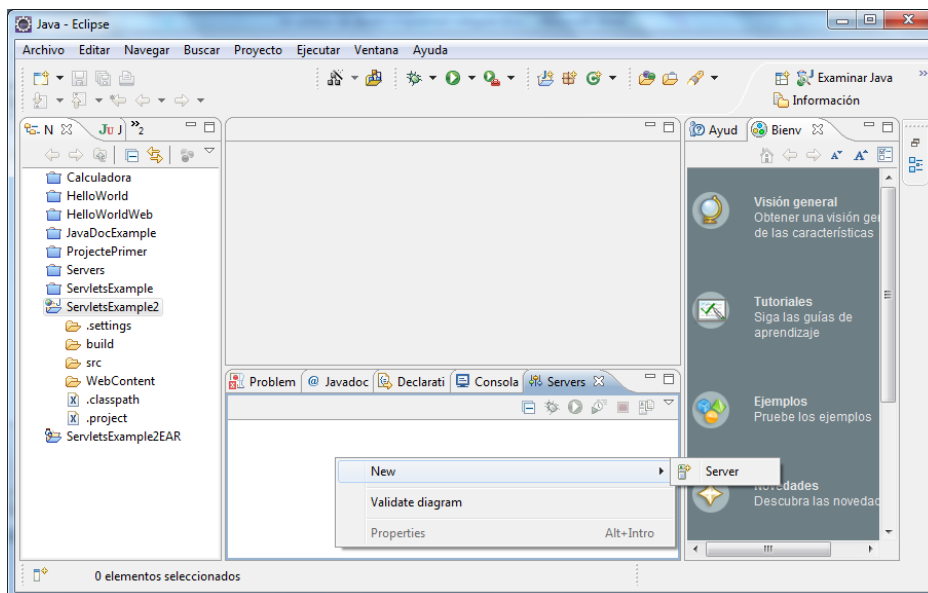 Java - Eclipse
Archivo Editar Navegar Buscar Proyecto Ejecutar Ventana Ayuda
Examinar Java
Información
N
Ju J
2
Ayud
Bienv
Calculadora
HelloWorld
HelloWorldWeb
JavaDocExample
ProjectePrimer
Servers
ServletsExample
ServletsExample2
.settings
build
src
WebContent
.classpath
.project
ServletsExample2EAR
Problem
@ Javadoc
Declarati
Consola
Servers
New
Server
Validate diagram
Properties Alt+Intro
Visión general
Obtener una visión ge
de las características
Tutoriales
Siga las guías de
aprendizaje
Ejemplos
Pruebe los ejemplos
Novedades
Descubra las novedad
0 elementos seleccionados